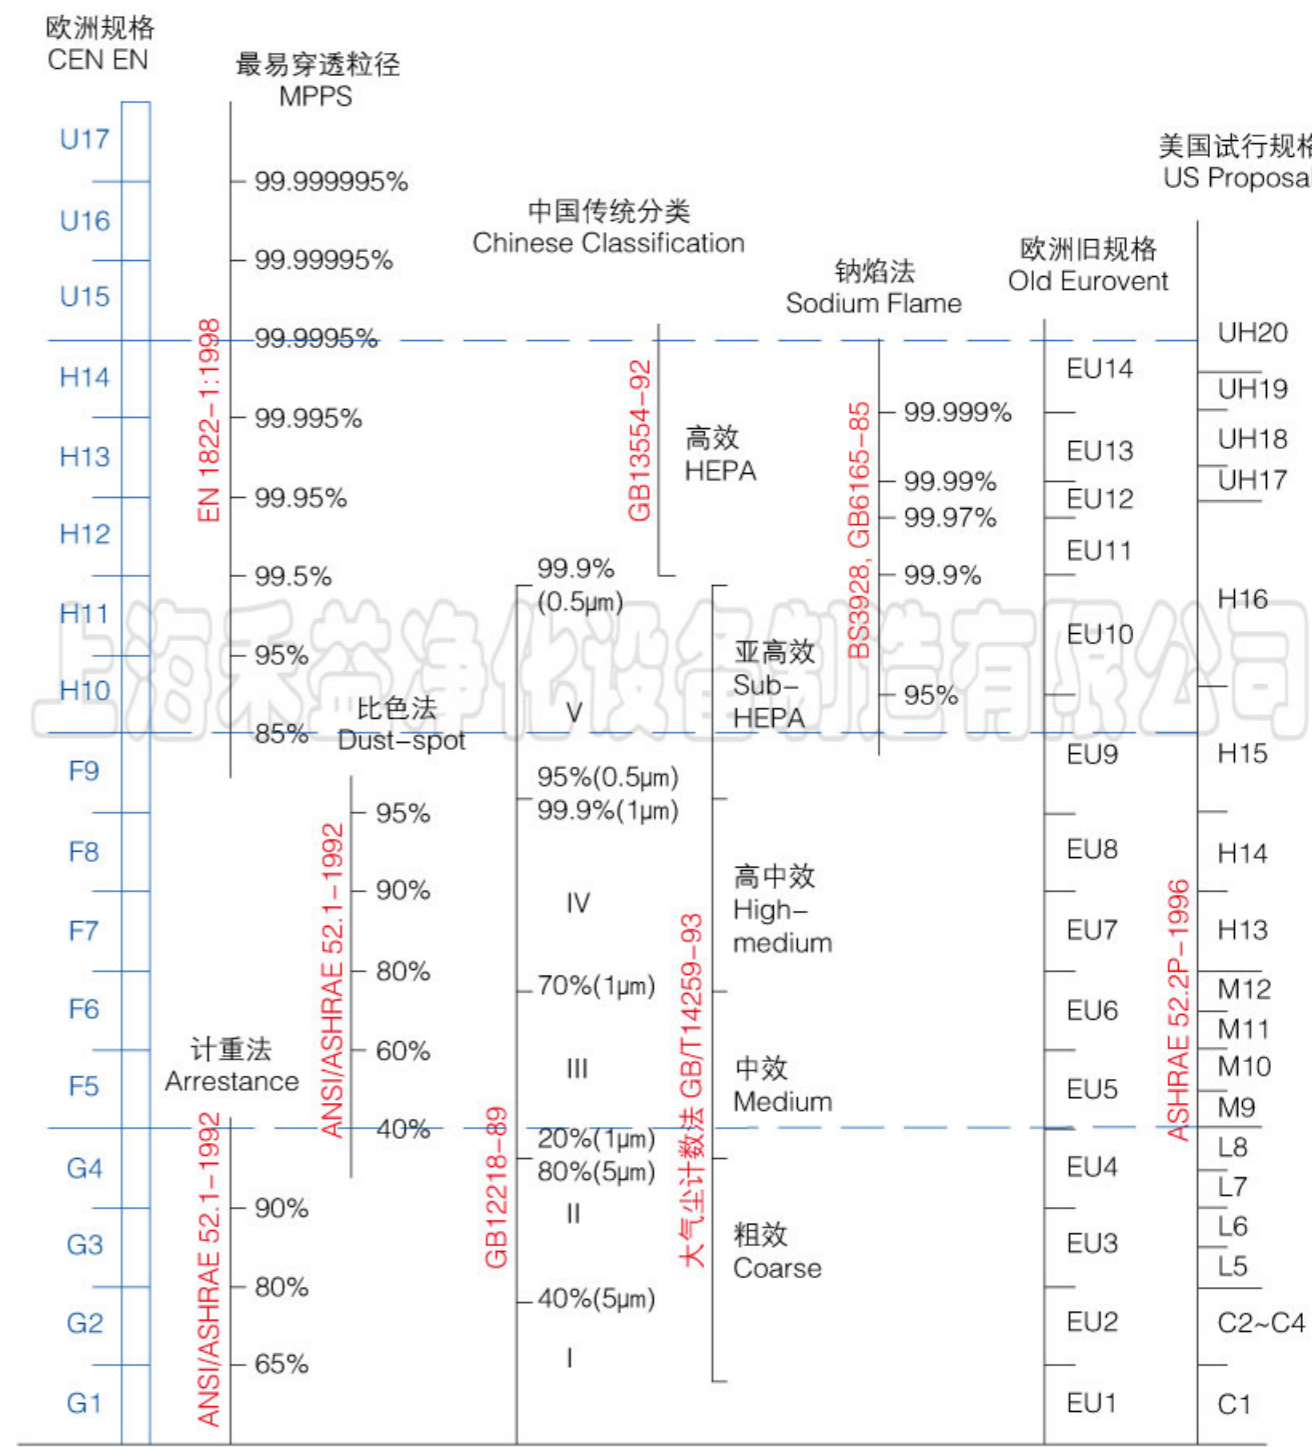 欧洲规格
CEN EN
U17
U16
U15
H14
H13
H12
H11
H10
F9
F8
F7
F6
F5
G4
G3
G2
G1
最易穿透粒径
MPPS
EN 1822-1:1998
99.999995%
99.99995%
99.9995%
99.995%
99.95%
99.5%
95%
85%
计重法
Arrestance
ANSI/ASHRAE 52.1-1992
90%
80%
65%
比色法
Dust-spot
ANSI/ASHRAE 52.1-1992
95%
90%
80%
60%
40%
中国传统分类
Chinese Classification
GB12218-89
99.9%
(0.5μm)
V
95%(0.5μm)
99.9%(1μm)
IV
70%(1μm)
III
20%(1μm)
80%(5μm)
II
40%(5μm)
I
GB13554-92
高效
HEPA
大气尘计数法 GB/T14259-93
亚高效
Sub-
HEPA
高中效
High-
medium
中效
Medium
粗效
Coarse
钠焰法
Sodium Flame
BS3928, GB6165-85
99.999%
99.99%
99.97%
99.9%
95%
欧洲旧规格
Old Eurovent
EU14
EU13
EU12
EU11
EU10
EU9
EU8
EU7
EU6
EU5
EU4
EU3
EU2
EU1
美国试行规格
US Proposal
ASHRAE 52.2P-1996
UH20
UH19
UH18
UH17
H16
H15
H14
H13
M12
M11
M10
M9
L8
L7
L6
L5
C2~C4
C1
上海禾益净化设备制造有限公司